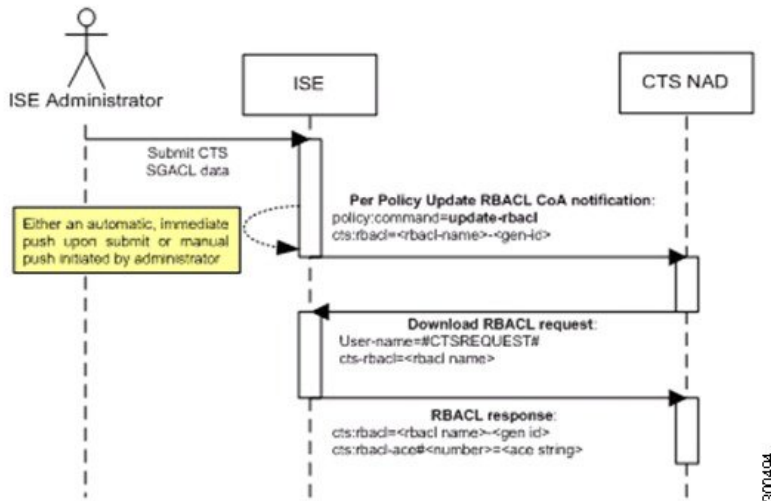 ISE Administrator
ISE
CTS NAD
Submit CTS
SGACL data
Either an automatic, immediate
push upon submit or manual
push initiated by administrator
Per Policy Update RBACL CoA notification:
policy:command=update-rbacl
cts:rbacl=<rbacl-name>-<gen-id>
Download RBACL request:
User-name=#CTSREQUEST#
cts-rbacl=<rbacl name>
RBACL response:
cts:rbacl=<rbacl name>-<gen id>
cts:rbacl-ace#<number>=<ace string>
300494